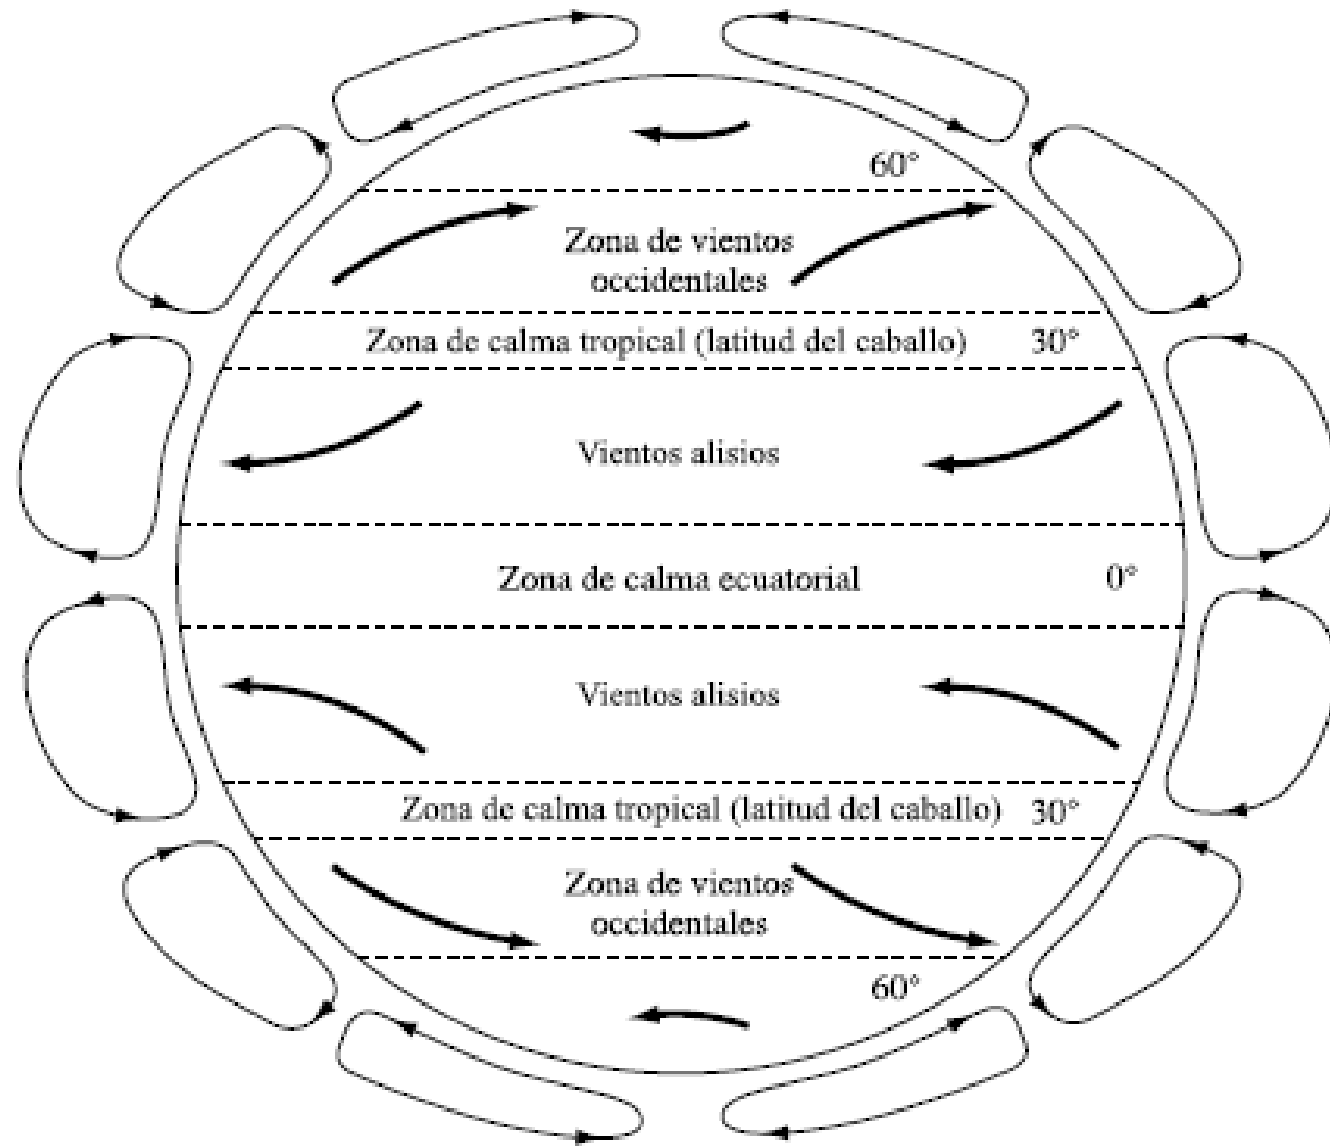 60°
Zona de vientos
occidentales
Zona de calma tropical (latitud del caballo) 30°
Vientos alisios
Zona de calma ecuatorial 0°
Vientos alisios
Zona de calma tropical (latitud del caballo) 30°
Zona de vientos
occidentales
60°